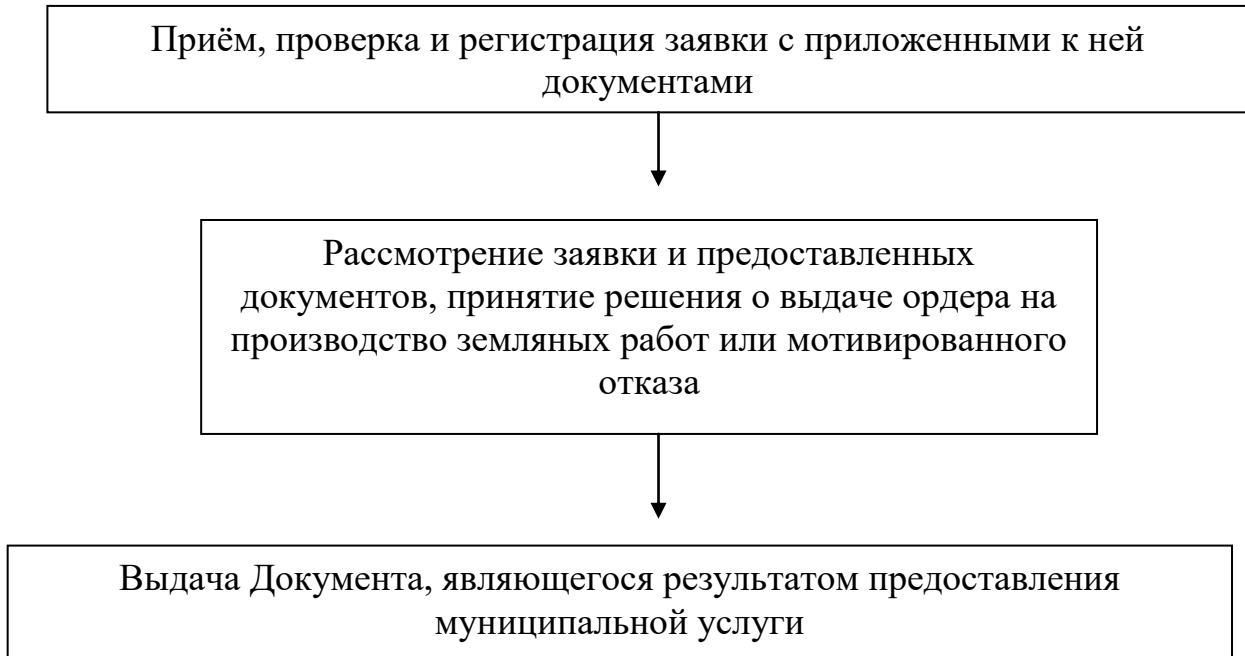 Приём, проверка и регистрация заявки с приложенными к ней
документами
Рассмотрение заявки и предоставленных
документов, принятие решения о выдаче ордера на
производство земляных работ или мотивированного
отказа
Выдача Документа, являющегося результатом предоставления
муниципальной услуги